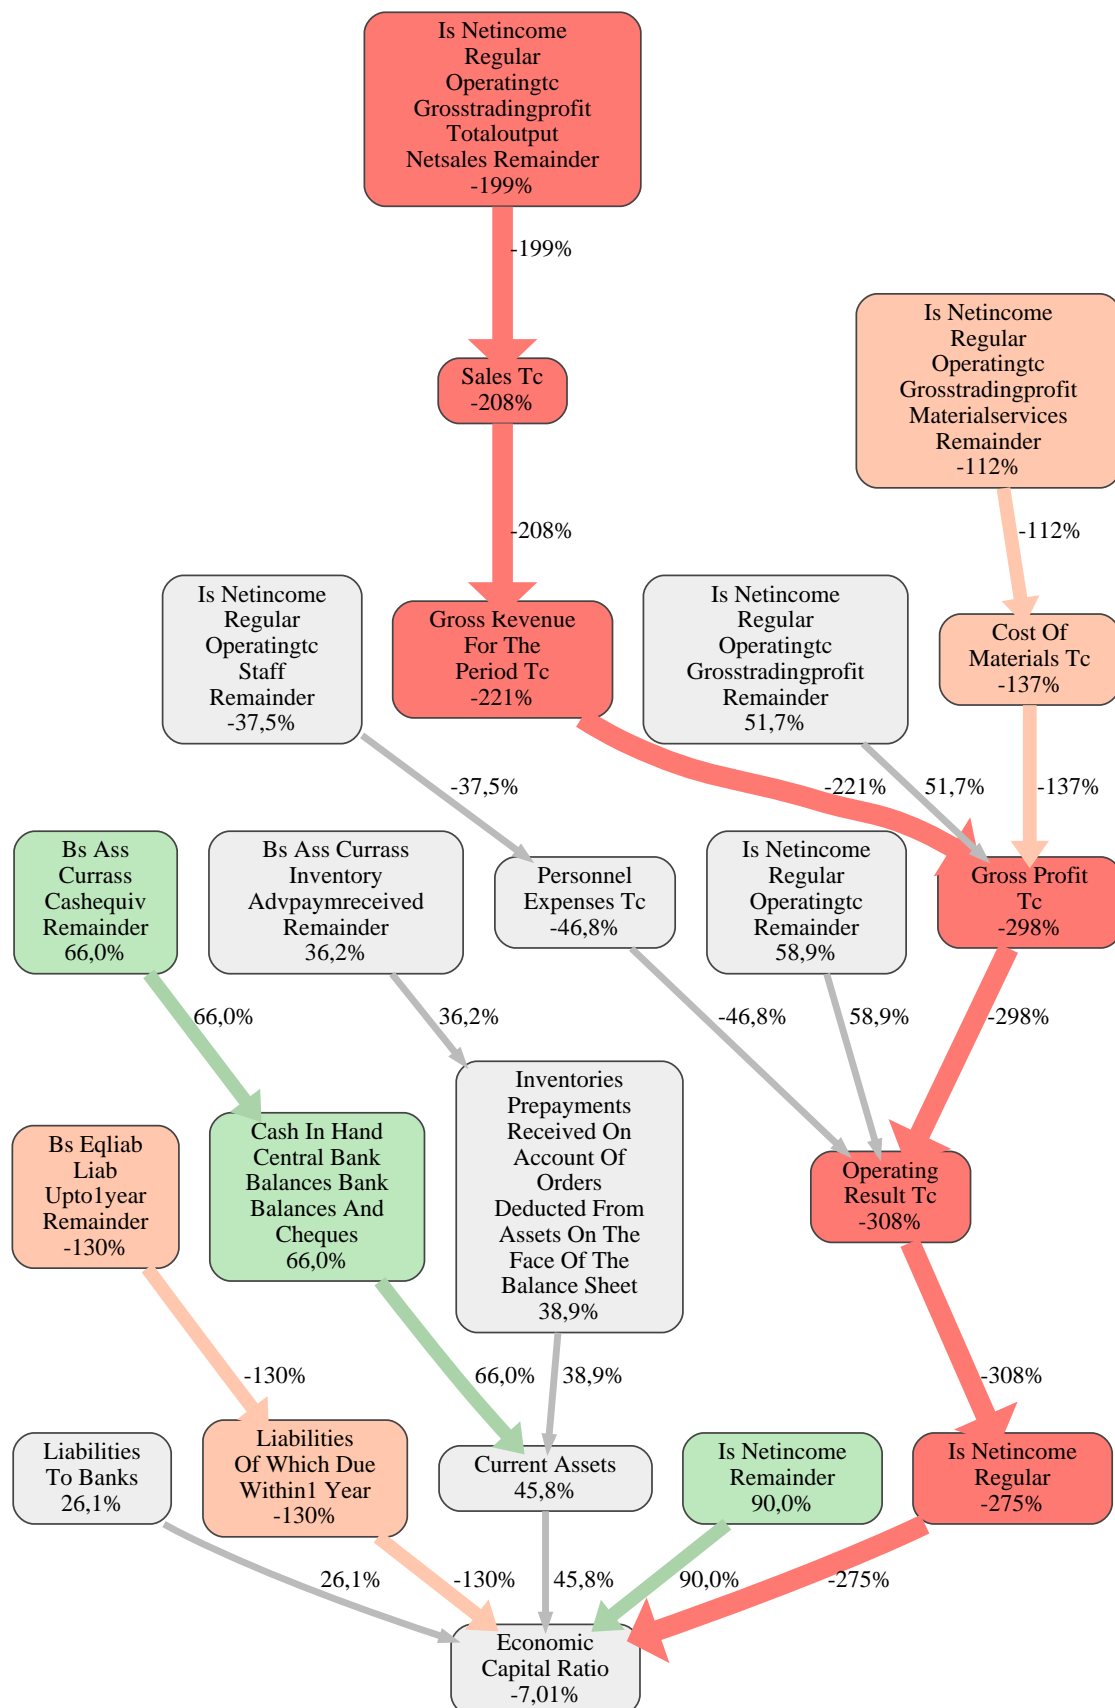 Is Netincome
Regular
Operatingtc
Grosstradingprofit
Totaloutput
Netsales Remainder
-199%
-199%
Sales Tc
-208%
Is Netincome
Regular
Operatingtc
Grosstradingprofit
Materialservices
Remainder
-112%
-208%
-112%
Is Netincome
Regular
Operatingtc
Staff
Remainder
-37,5%
Gross Revenue
For The
Period Tc
-221%
Is Netincome
Regular
Operatingtc
Grosstradingprofit
Remainder
51,7%
Cost Of
Materials Tc
-137%
-37,5%
-221%
51,7%
-137%
Bs Ass
Currass
Cashequiv
Remainder
66,0%
Bs Ass Currass
Inventory
Advpaymreceived
Remainder
36,2%
Personnel
Expenses Tc
-46,8%
Is Netincome
Regular
Operatingtc
Remainder
58,9%
Gross Profit
Tc
-298%
66,0%
36,2%
-46,8%
58,9%
-298%
Bs Eqliab
Liab
Upto1year
Remainder
-130%
Cash In Hand
Central Bank
Balances Bank
Balances And
Cheques
66,0%
Inventories
Prepayments
Received On
Account Of
Orders
Deducted From
Assets On The
Face Of The
Balance Sheet
38,9%
Operating
Result Tc
-308%
-130%
66,0%
38,9%
-308%
Liabilities
To Banks
26,1%
Liabilities
Of Which Due
Within1 Year
-130%
Current Assets
45,8%
Is Netincome
Remainder
90,0%
Is Netincome
Regular
-275%
26,1%
-130%
45,8%
90,0%
-275%
Economic
Capital Ratio
-7,01%